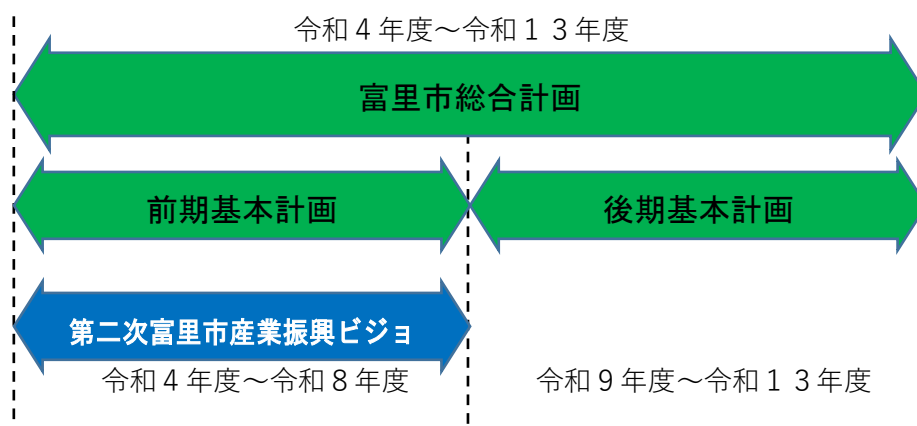 令和４年度～令和１３年度
富里市総合計画
前期基本計画
後期基本計画
第二次富里市産業振興ビジョ
令和４年度～令和８年度
令和９年度～令和１３年度